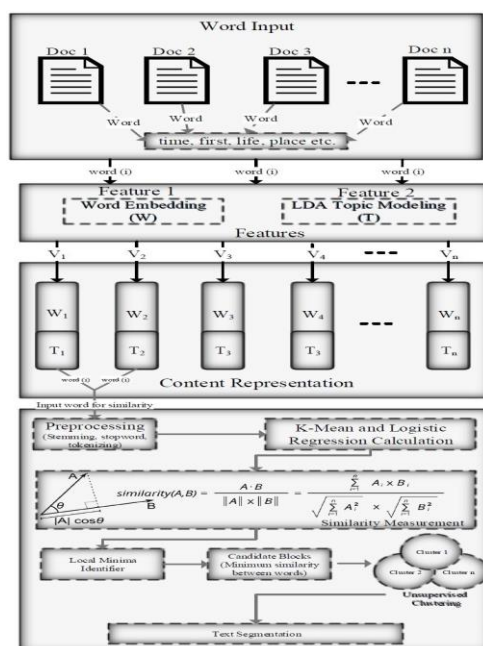 Word Input
Doc 1 Doc 2 Doc 3 Doc n
Word Word Word Word
time, first, life, place etc.
word (i) word (i) word (i)
Feature 1 Feature 2
Word Embedding LDA Topic Modeling
(W) (T)
Features
V1 V2 V3 V4 Vn
W1 W2 W3 W4 Wn
T1 T2 T3 T3 Tn
word (i) word (i)
Content Representation
Input word for similarity
Preprocessing
(Stemming, stopword,
tokenizing)
K-Mean and Logistic
Regression Calculation
A
θ
B
|A| cosθ
similarity(A,B) = A·B / ‖A‖ x ‖B‖ = ∑ Ai x Bi / √∑ Ai² x √∑ Bi²
Similarity Measurement
Local Minima
Identifier
Candidate Blocks
(Minimum similarity
between words)
Cluster 1
Cluster 2 Cluster n
Unsupervised
Clustering
Text Segmentation